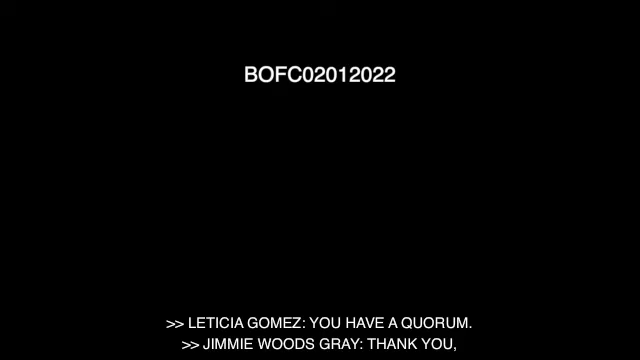 BOFC02012022
>> LETICIA GOMEZ: YOU HAVE A QUORUM.
>> JIMMIE WOODS GRAY: THANK YOU,